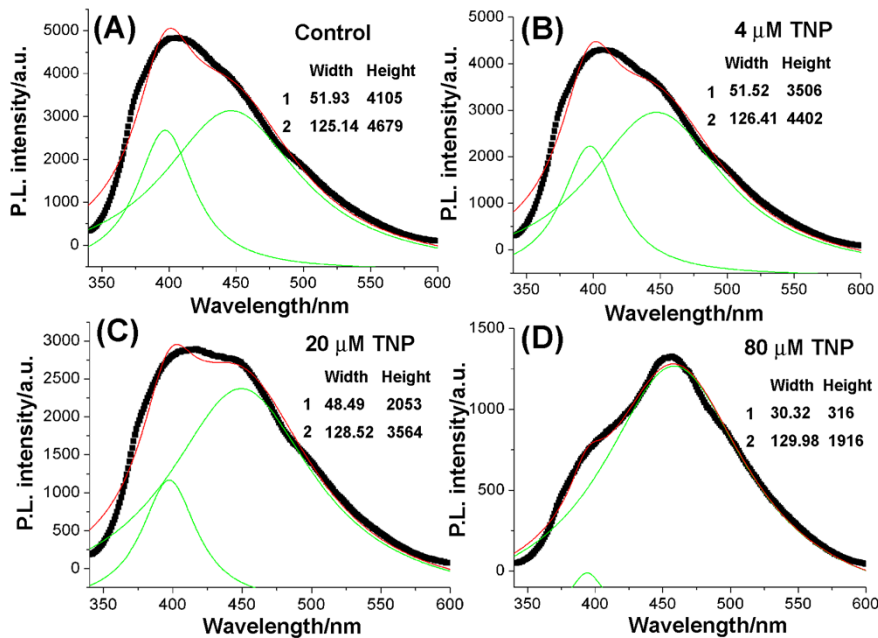 (A)
Control
Width Height
1 51.93 4105
2 125.14 4679
5000
4000
3000
2000
1000
0
P.L. intensity/a.u.
350 400 450 500 550 600
Wavelength/nm
(B)
4 μM TNP
Width Height
1 51.52 3506
2 126.41 4402
5000
4000
3000
2000
1000
0
P.L. intensity/a.u.
350 400 450 500 550 600
Wavelength/nm
(C)
20 μM TNP
Width Height
1 48.49 2053
2 128.52 3564
3000
2500
2000
1500
1000
500
0
P.L. intensity/a.u.
350 400 450 500 550 600
Wavelength/nm
(D)
80 μM TNP
Width Height
1 30.32 316
2 129.98 1916
1500
1000
500
0
P.L. intensity/a.u.
350 400 450 500 550 600
Wavelength/nm